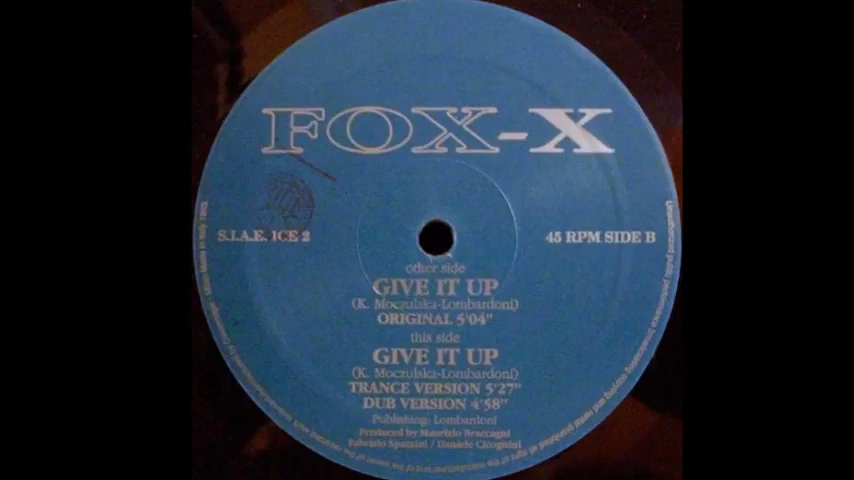 FOX-X
S.I.A.E. ICE 2
45 RPM SIDE B
other side
GIVE IT UP
(K. Moczulska-Lombardoni)
ORIGINAL 5'04"
this side
GIVE IT UP
(K. Moczulska-Lombardoni)
TRANCE VERSION 5'27"
DUB VERSION 4'58"
Publishing: Lombardoni
Produced by Maurizio Braccagni
Fabrizio Spazzini / Daniele Cicognini